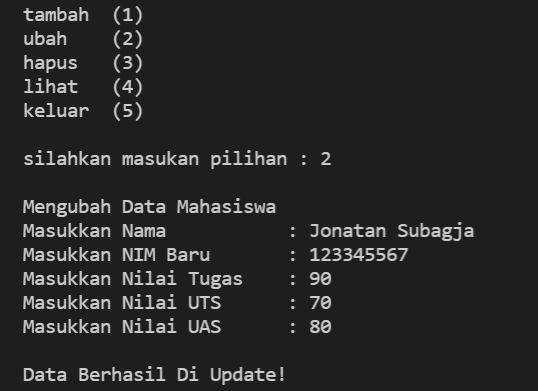 tambah  (1)
ubah    (2)
hapus   (3)
lihat   (4)
keluar  (5)
silahkan masukan pilihan : 2
Mengubah Data Mahasiswa
Masukkan Nama           : Jonatan Subagja
Masukkan NIM Baru       : 123345567
Masukkan Nilai Tugas    : 90
Masukkan Nilai UTS      : 70
Masukkan Nilai UAS      : 80
Data Berhasil Di Update!